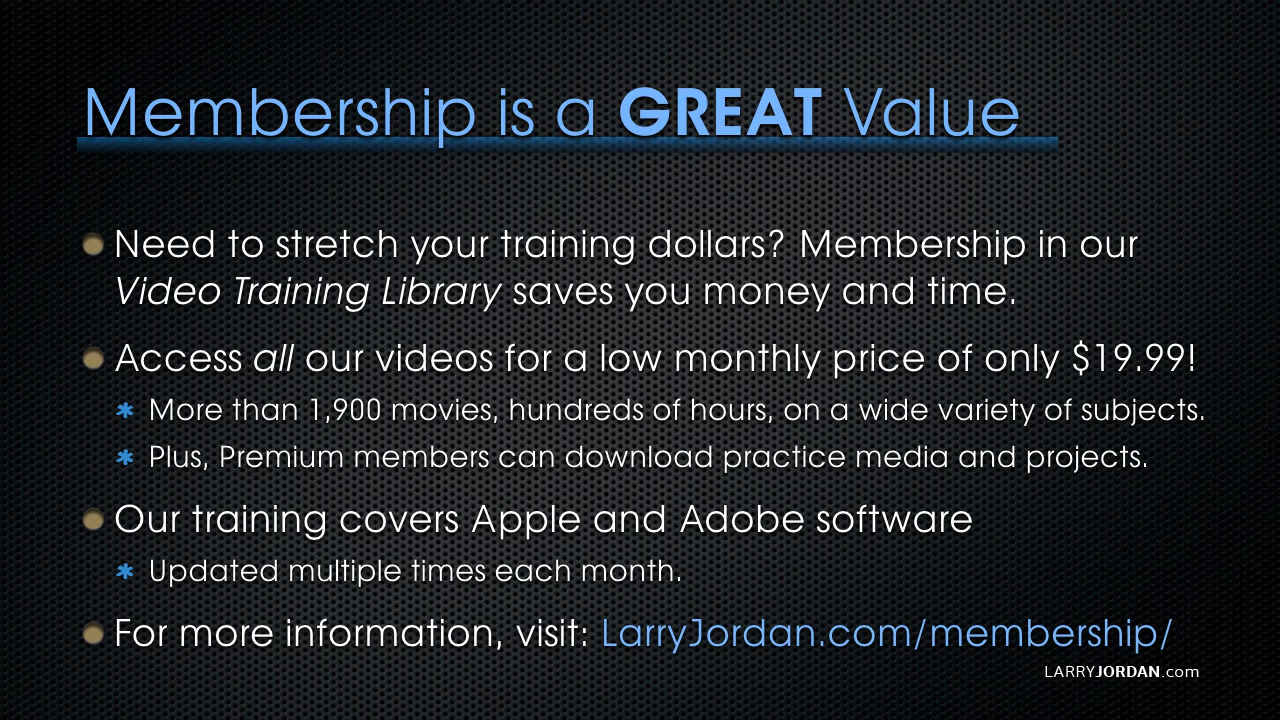 Membership is a GREAT Value
Need to stretch your training dollars? Membership in our
Video Training Library saves you money and time.
Access all our videos for a low monthly price of only $19.99!
More than 1,900 movies, hundreds of hours, on a wide variety of subjects.
Plus, Premium members can download practice media and projects.
Our training covers Apple and Adobe software
Updated multiple times each month.
For more information, visit: LarryJordan.com/membership/
LARRYJORDAN.com